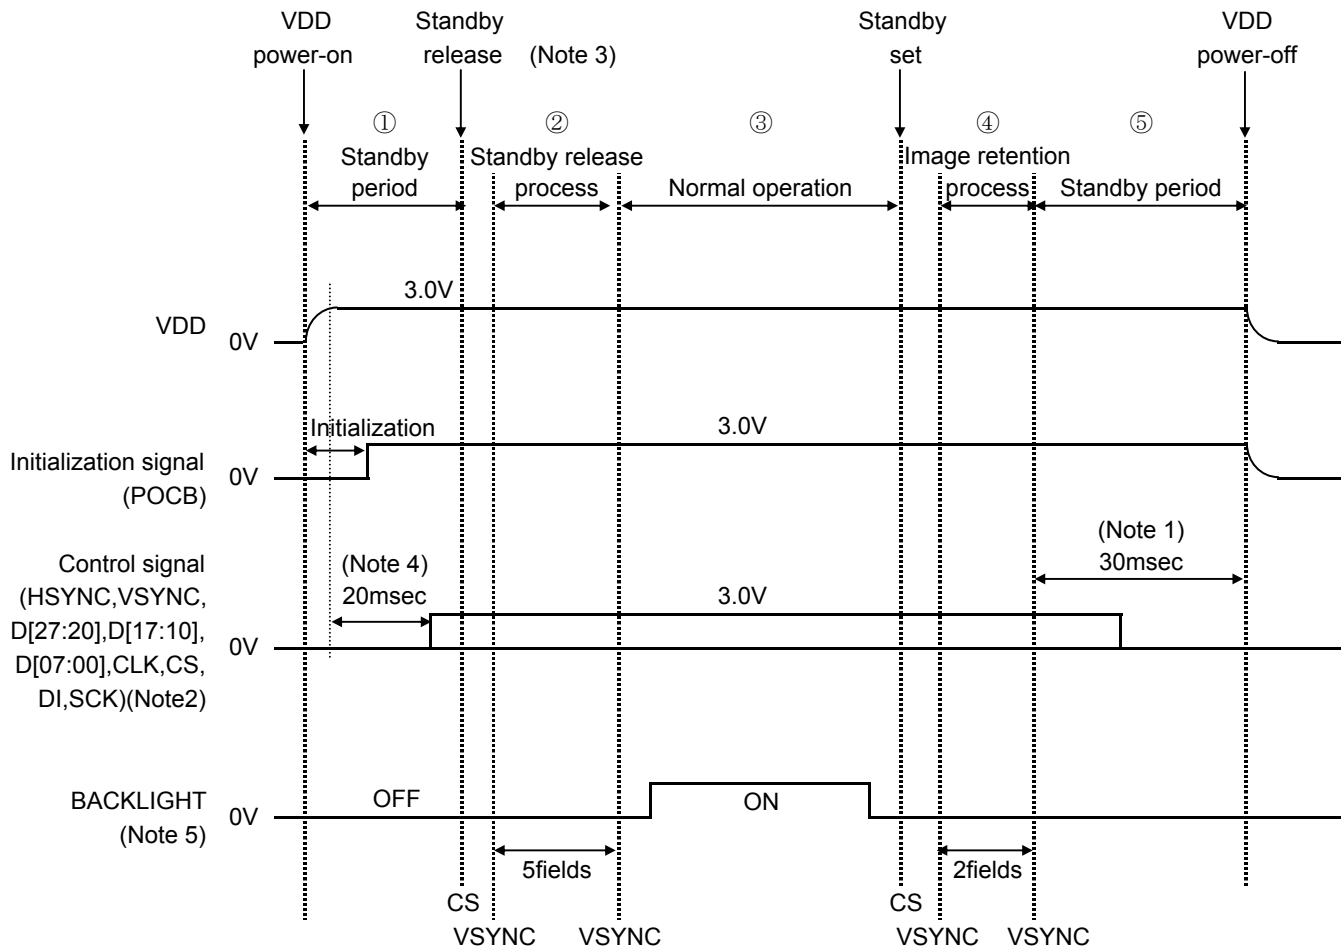 VDD
power-on
Standby
release
(Note 3)
Standby
set
VDD
power-off
①
②
③
④
⑤
Standby
period
Standby release
process
Normal operation
Image retention
process
Standby period
VDD
0V
3.0V
Initialization
3.0V
Initialization signal
(POCB)
0V
Control signal
(HSYNC,VSYNC,
D[27:20],D[17:10],
D[07:00],CLK,CS,
DI,SCK)(Note2)
0V
(Note 4)
20msec
3.0V
(Note 1)
30msec
BACKLIGHT
(Note 5)
0V
OFF
ON
5fields
2fields
CS
CS
VSYNC
VSYNC
VSYNC
VSYNC